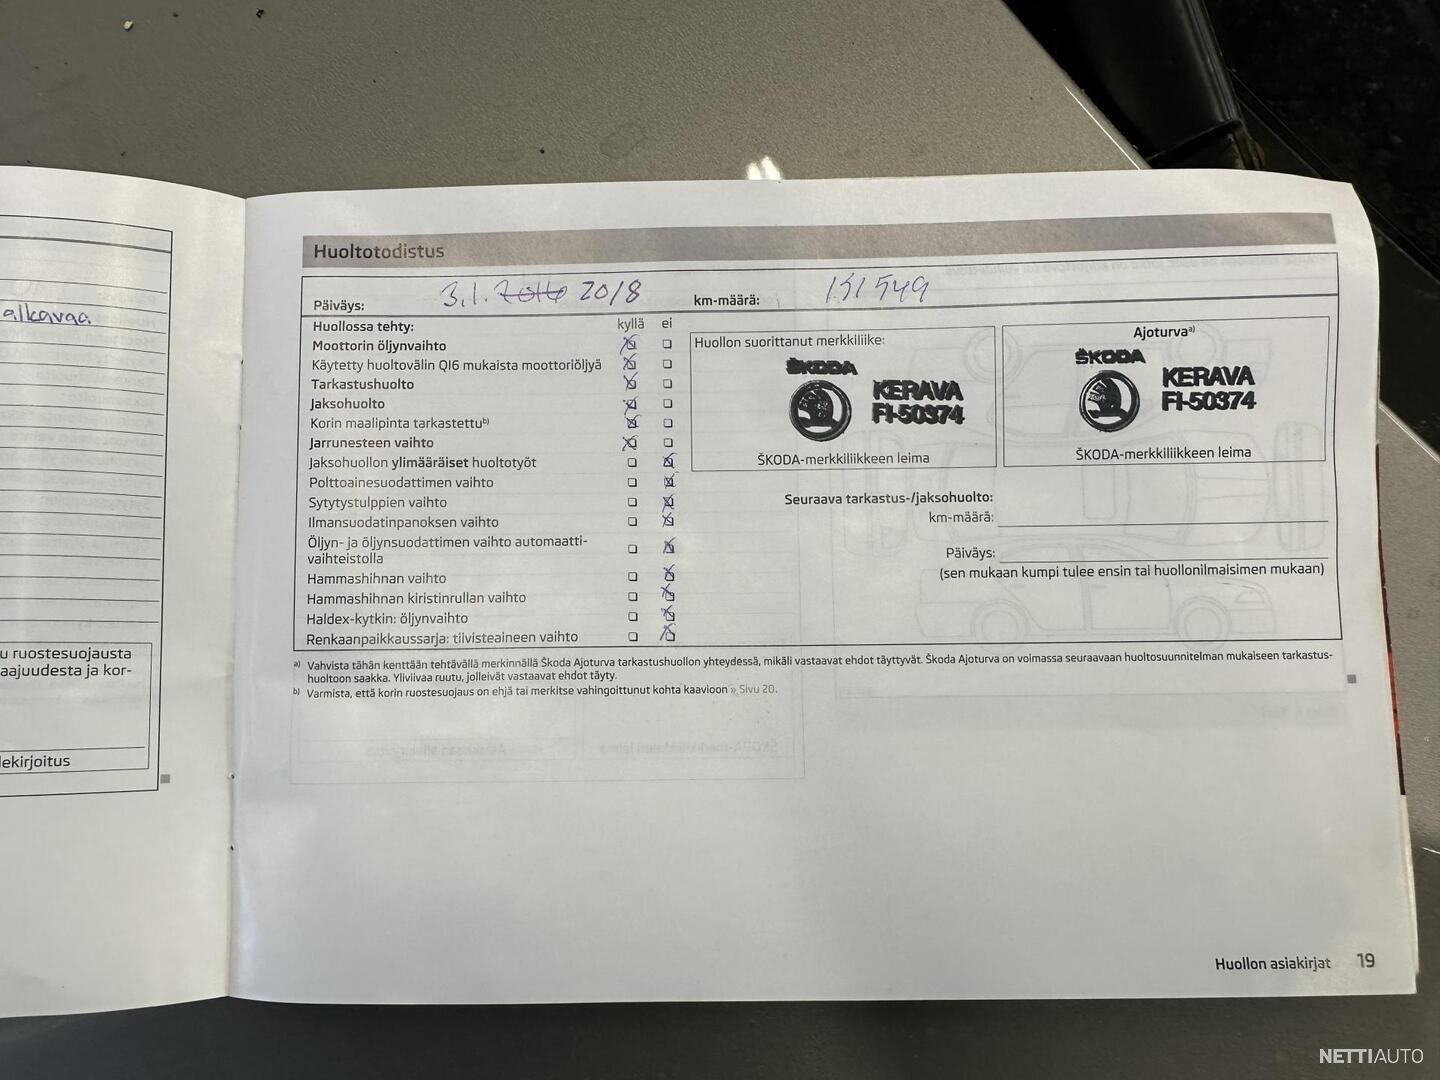 alkavaa
u ruostesuojausta
aajuudesta ja kor-
lekirjoitus
Huoltotodistus
Päiväys: 3.1. 2018 km-määrä: 131549
Huollossa tehty: kyllä ei
Moottorin öljynvaihto
Käytetty huoltovälin QI6 mukaista moottoriöljyä
Tarkastushuolto
Jaksohuolto
Korin maalipinta tarkastettu b)
Jarrunesteen vaihto
Jaksohuollon ylimääräiset huoltotyöt
Polttoainesuodattimen vaihto
Sytytystulppien vaihto
Ilmansuodatinpanoksen vaihto
Öljyn- ja öljynsuodattimen vaihto automaatti-
vaihteistolla
Hammashihnan vaihto
Hammashihnan kiristinrullan vaihto
Haldex-kytkin: öljynvaihto
Renkaanpaikkaussarja: tiivisteaineen vaihto
Huollon suorittanut merkkiliike:
ŠKODA
KERAVA
FI-50374
ŠKODA-merkkiliikkeen leima
Ajoturva a)
ŠKODA
KERAVA
FI-50374
ŠKODA-merkkiliikkeen leima
Seuraava tarkastus-/jaksohuolto:
km-määrä:
Päiväys:
(sen mukaan kumpi tulee ensin tai huollonilmaisimen mukaan)
a) Vahvista tähän kenttään tehtävällä merkinnällä Škoda Ajoturva tarkastushuollon yhteydessä, mikäli vastaavat ehdot täyttyvät. Škoda Ajoturva on voimassa seuraavaan huoltosuunnitelman mukaiseen tarkastus-
huoltoon saakka. Yliviivaa ruutu, jolleivät vastaavat ehdot täyty.
b) Varmista, että korin ruostesuojaus on ehjä tai merkitse vahingoittunut kohta kaavioon » Sivu 20.
Huollon asiakirjat 19
NETTIAUTO